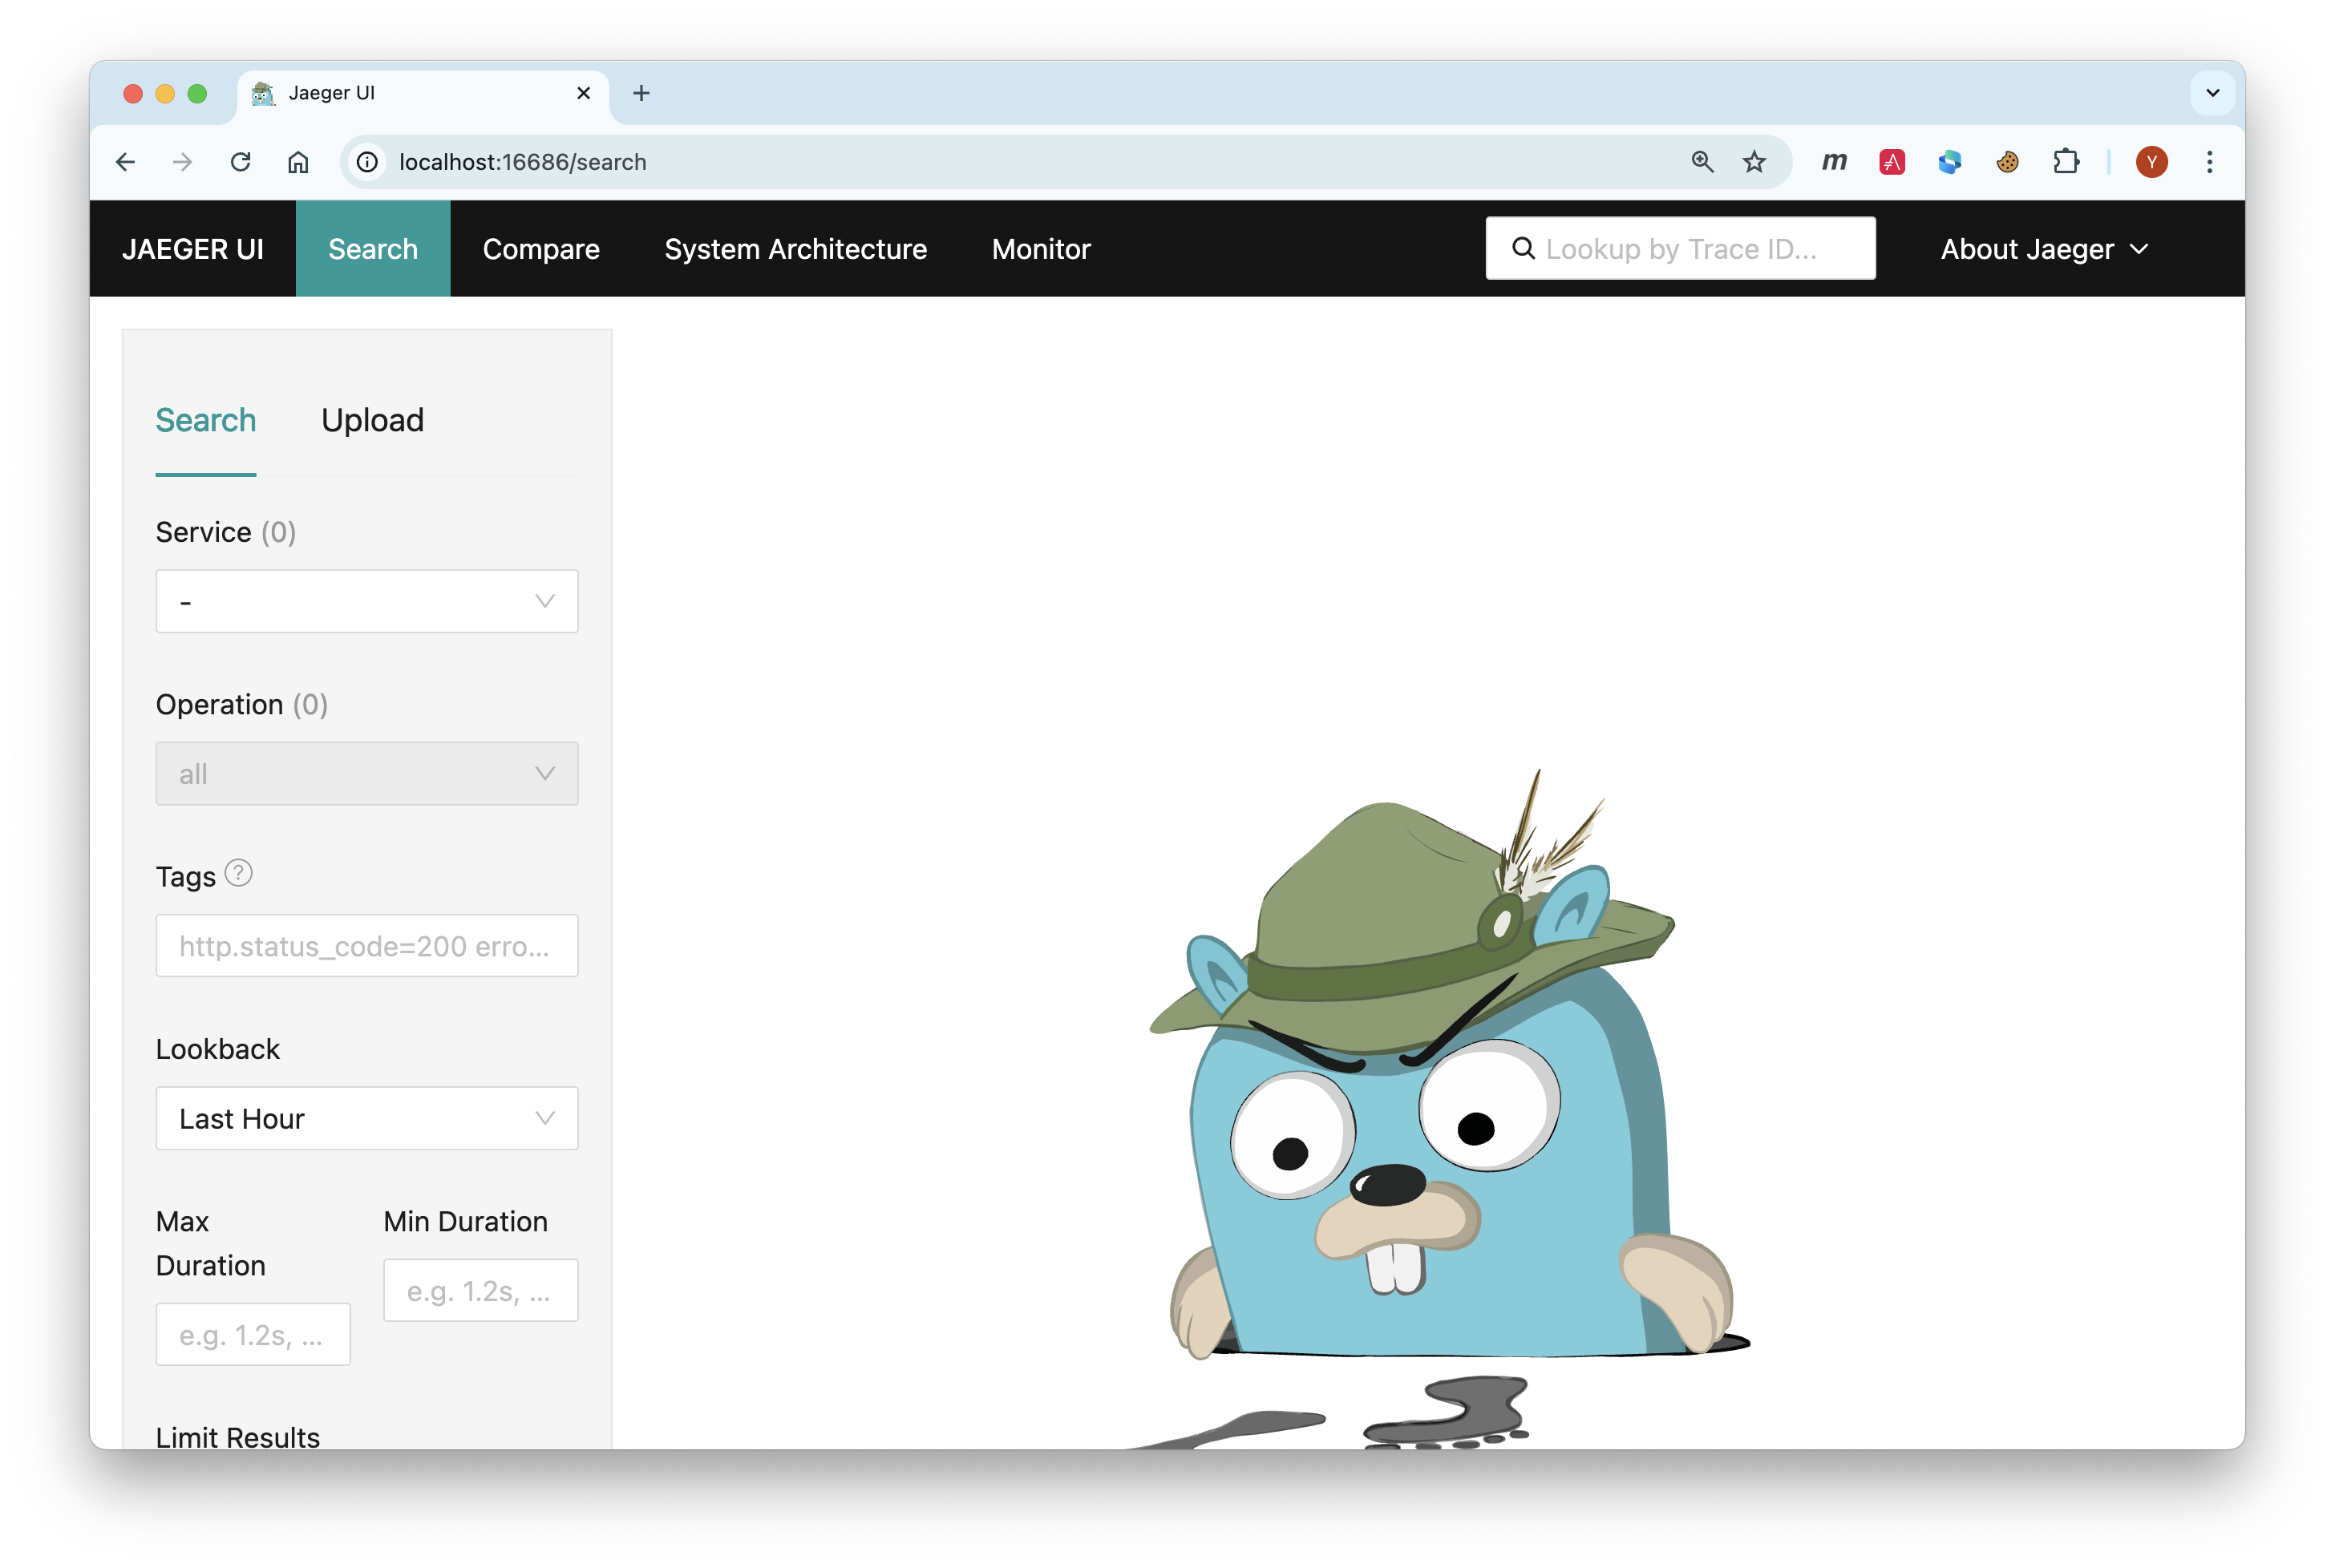 Jaeger UI
localhost:16686/search
m
Y
JAEGER UI
Search
Compare
System Architecture
Monitor
Lookup by Trace ID...
About Jaeger
Search
Upload
Service (0)
-
Operation (0)
all
Tags ?
http.status_code=200 erro...
Lookback
Last Hour
Max
Duration
e.g. 1.2s, ...
Min Duration
e.g. 1.2s, ...
Limit Results